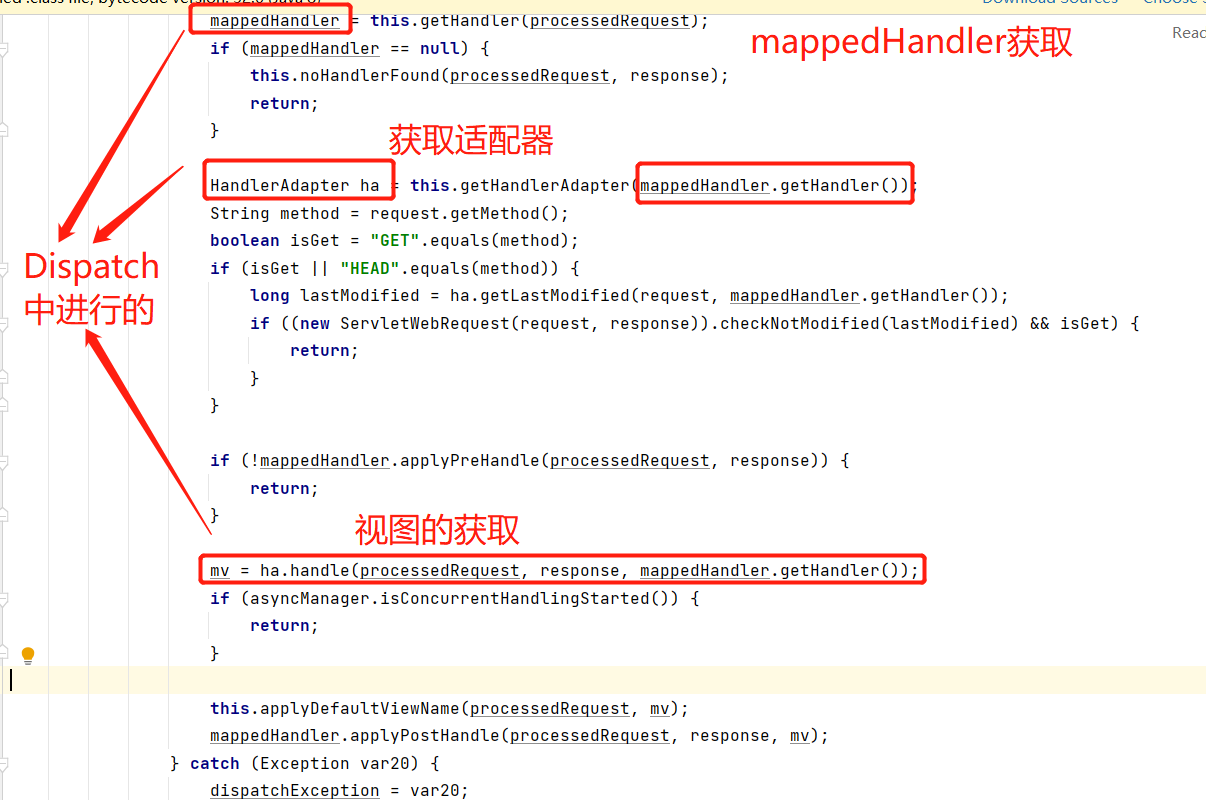 bytecode version: 52.0 (Java 8)
Download Sources
mappedHandler = this.getHandler(processedRequest);
mappedHandler获取
Read
if (mappedHandler == null) {
this.noHandlerFound(processedRequest, response);
return;
}
获取适配器
HandlerAdapter ha = this.getHandlerAdapter(mappedHandler.getHandler());
String method = request.getMethod();
boolean isGet = "GET".equals(method);
Dispatch
中进行的
if (isGet || "HEAD".equals(method)) {
long lastModified = ha.getLastModified(request, mappedHandler.getHandler());
if ((new ServletWebRequest(request, response)).checkNotModified(lastModified) && isGet) {
return;
}
}
if (!mappedHandler.applyPreHandle(processedRequest, response)) {
return;
}
视图的获取
mv = ha.handle(processedRequest, response, mappedHandler.getHandler());
if (asyncManager.isConcurrentHandlingStarted()) {
return;
}
this.applyDefaultViewName(processedRequest, mv);
mappedHandler.applyPostHandle(processedRequest, response, mv);
} catch (Exception var20) {
dispatchException = var20;